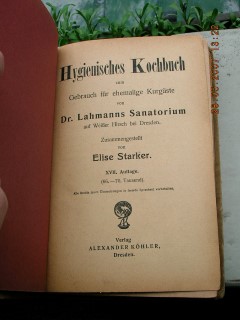 Hygienisches Kochbuch
zum
Gebrauch für ehemalige Kurgäste
von
Dr. Lahmanns Sanatorium
auf Weißer Hirsch bei Dresden.
Zusammengestellt
von
Elise Starker.
XVII. Auflage.
Verlag
ALEXANDER KÖHLER,
Dresden.